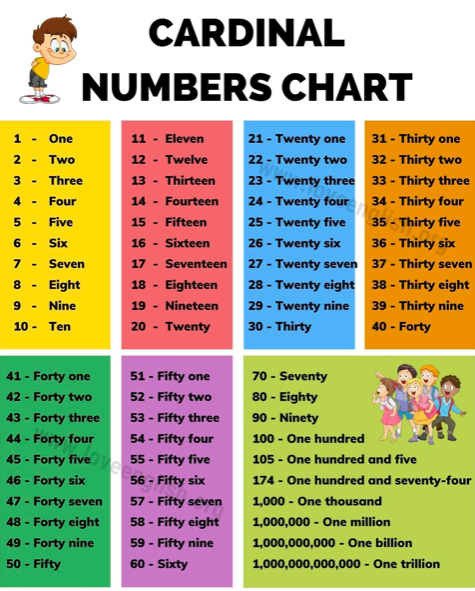 CARDINAL
NUMBERS CHART
1 - One
2 - Two
3 - Three
4 - Four
5 - Five
6 - Six
7 - Seven
8 - Eight
9 - Nine
10 - Ten
11 - Eleven
12 - Twelve
13 - Thirteen
14 - Fourteen
15 - Fifteen
16 - Sixteen
17 - Seventeen
18 - Eighteen
19 - Nineteen
20 - Twenty
21 - Twenty one
22 - Twenty two
23 - Twenty three
24 - Twenty four
25 - Twenty five
26 - Twenty six
27 - Twenty seven
28 - Twenty eight
29 - Twenty nine
30 - Thirty
31 - Thirty one
32 - Thirty two
33 - Thirty three
34 - Thirty four
35 - Thirty five
36 - Thirty six
37 - Thirty seven
38 - Thirty eight
39 - Thirty nine
40 - Forty
www.loveenglish.org
41 - Forty one
42 - Forty two
43 - Forty three
44 - Forty four
45 - Forty five
46 - Forty six
47 - Forty seven
48 - Forty eight
49 - Forty nine
50 - Fifty
51 - Fifty one
52 - Fifty two
53 - Fifty three
54 - Fifty four
55 - Fifty five
56 - Fifty six
57 - Fifty seven
58 - Fifty eight
59 - Fifty nine
60 - Sixty
www.loveenglish.org
70 - Seventy
80 - Eighty
90 - Ninety
100 - One hundred
105 - One hundred and five
174 - One hundred and seventy-four
1,000 - One thousand
1,000,000 - One million
1,000,000,000 - One billion
1,000,000,000,000 - One trillion